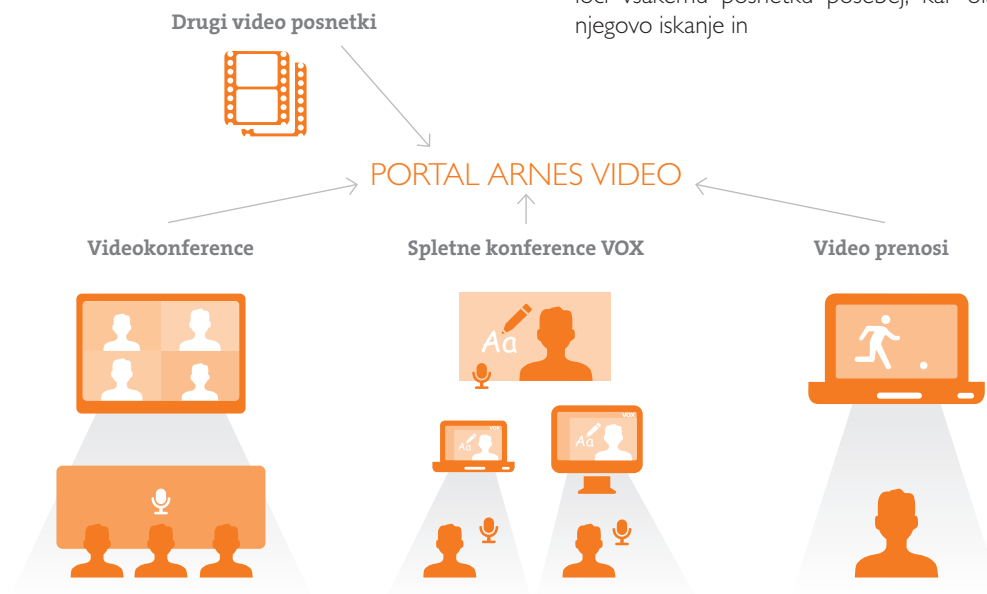 njegovo iskanje in
Drugi video posnetki
PORTAL ARNES VIDEO
Videokonference
Spletne konference VOX
Video prenosi
Aa
VOX
Aa
VOX
Aa